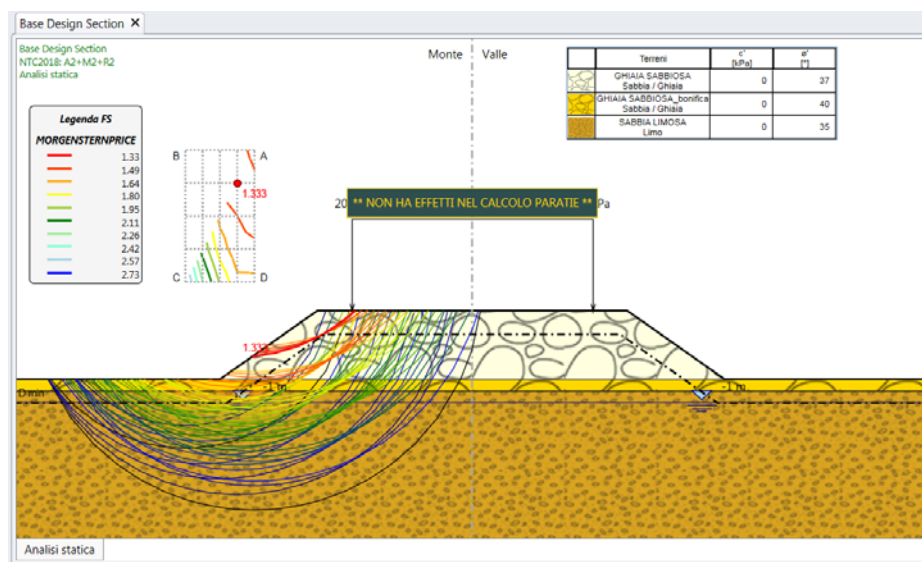 Base Design Section ✕
Base Design Section
NTC2018: A2+M2+R2
Analisi statica
Monte
Valle
Terreni c' [kPa] ø' [°]
GHIAIA SABBIOSA
Sabbia / Ghiaia
0 37
GHIAIA SABBIOSA_bonifica
Sabbia / Ghiaia
0 40
SABBIA LIMOSA
Limo
0 35
Legenda FS
MORGENSTERNPRICE
1.33
1.49
1.64
1.80
1.95
2.11
2.26
2.42
2.57
2.73
B A
1.333
C D
20 ** NON HA EFFETTI NEL CALCOLO PARATIE ** Pa
1.333
-1 m -1 m
D min
Analisi statica